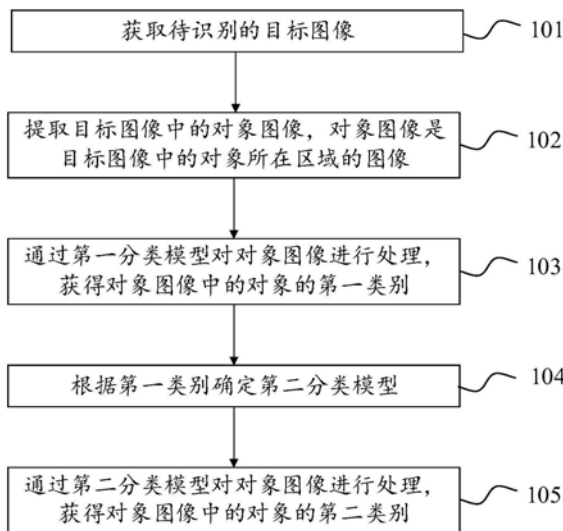 获取待识别的目标图像
101
提取目标图像中的对象图像，对象图像是
目标图像中的对象所在区域的图像
102
通过第一分类模型对对象图像进行处理，
获得对象图像中的对象的第一类别
103
根据第一类别确定第二分类模型
104
通过第二分类模型对对象图像进行处理，
获得对象图像中的对象的第二类别
105